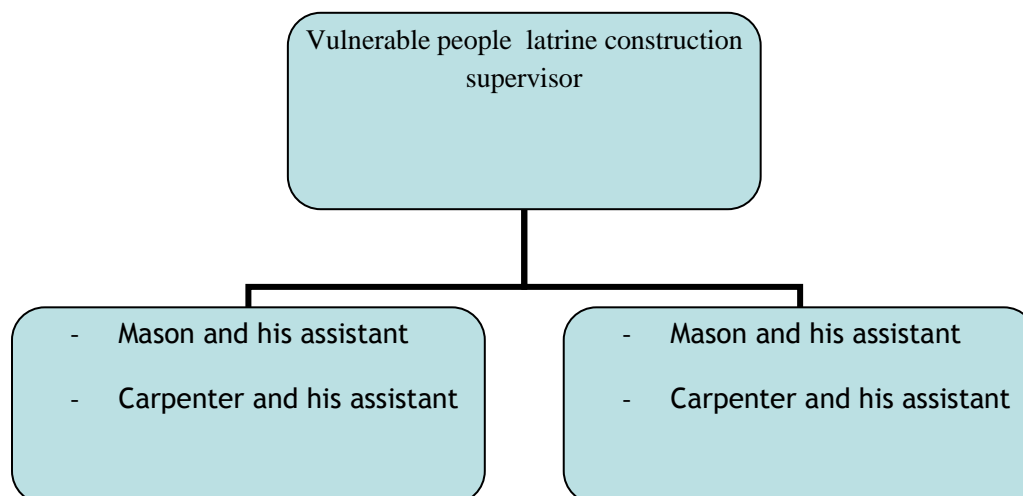 Vulnerable people  latrine construction
supervisor
- Mason and his assistant
- Carpenter and his assistant
- Mason and his assistant
- Carpenter and his assistant